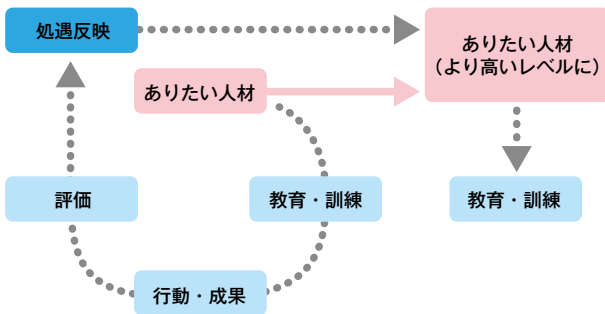 処遇反映
ありたい人材
（より高いレベルに）
ありたい人材
評価
教育・訓練
教育・訓練
行動・成果